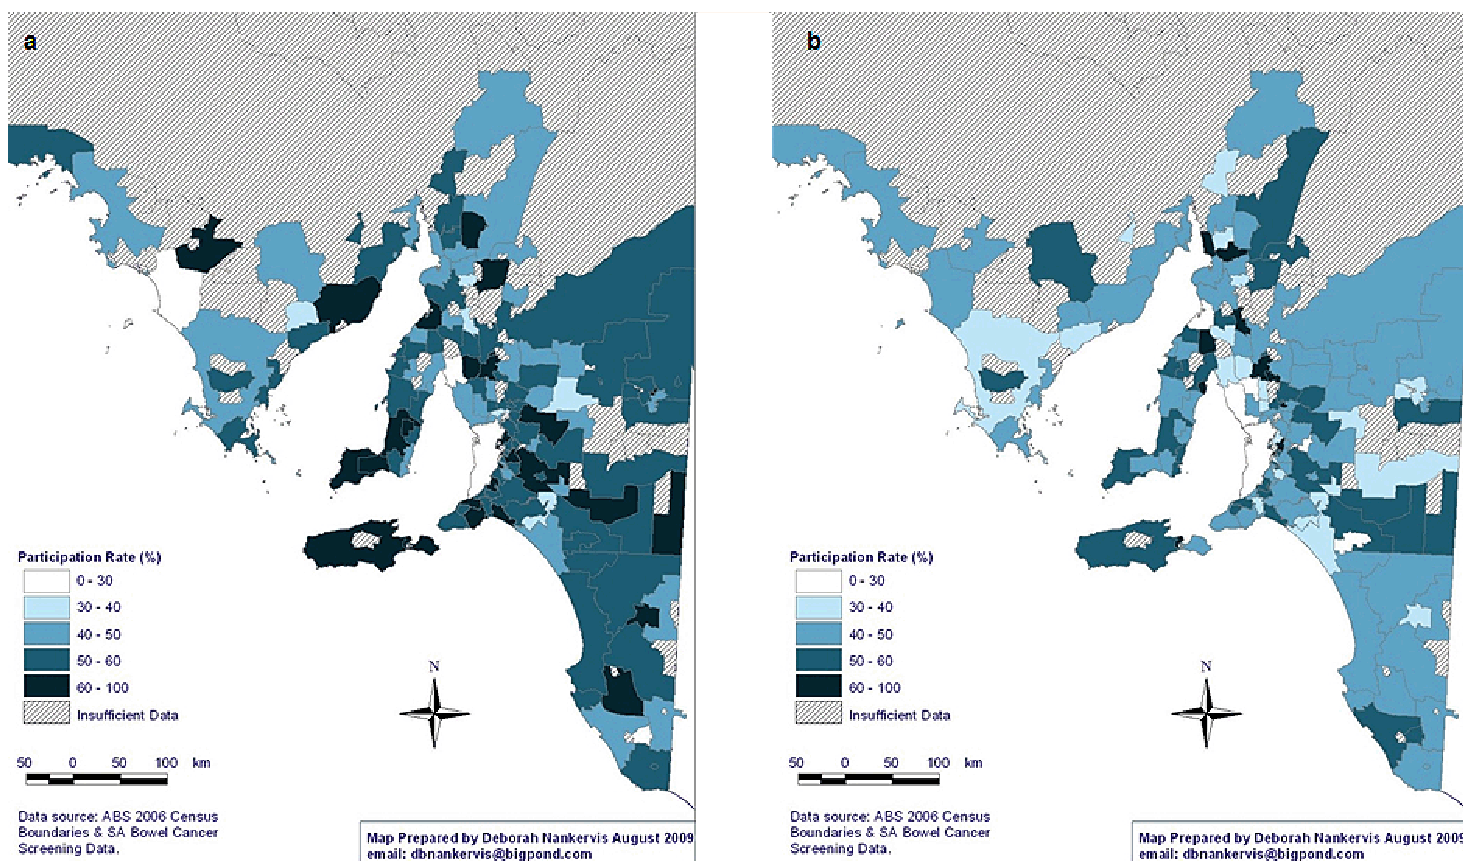 a
Participation Rate (%)
0 - 30
30 - 40
40 - 50
50 - 60
60 - 100
Insufficient Data
N
50 0 50 100 km
Data source: ABS 2006 Census
Boundaries & SA Bowel Cancer
Screening Data.
Map Prepared by Deborah Nankervis August 2009
email: dbnankervis@bigpond.com
b
Participation Rate (%)
0 - 30
30 - 40
40 - 50
50 - 60
60 - 100
Insufficient Data
N
50 0 50 100 km
Data source: ABS 2006 Census
Boundaries & SA Bowel Cancer
Screening Data.
Map Prepared by Deborah Nankervis August 2009
email: dbnankervis@bigpond.com